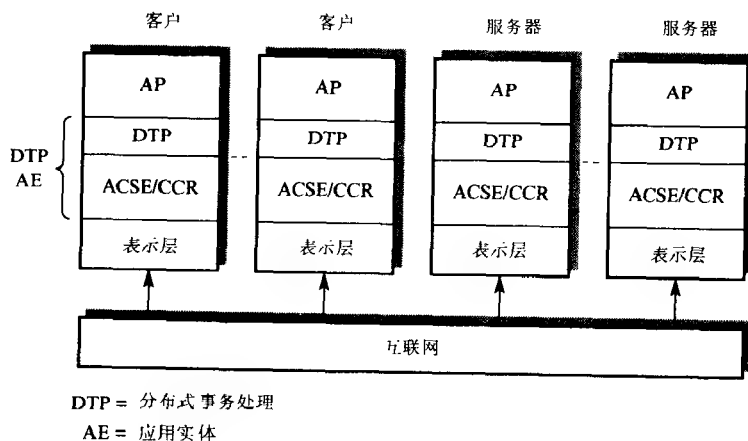 客户 客户 服务器 服务器
AP AP AP AP
DTP DTP DTP DTP
DTP
AE
ACSE/CCR ACSE/CCR ACSE/CCR ACSE/CCR
表示层 表示层 表示层 表示层
互联网
DTP = 分布式事务处理
AE = 应用实体